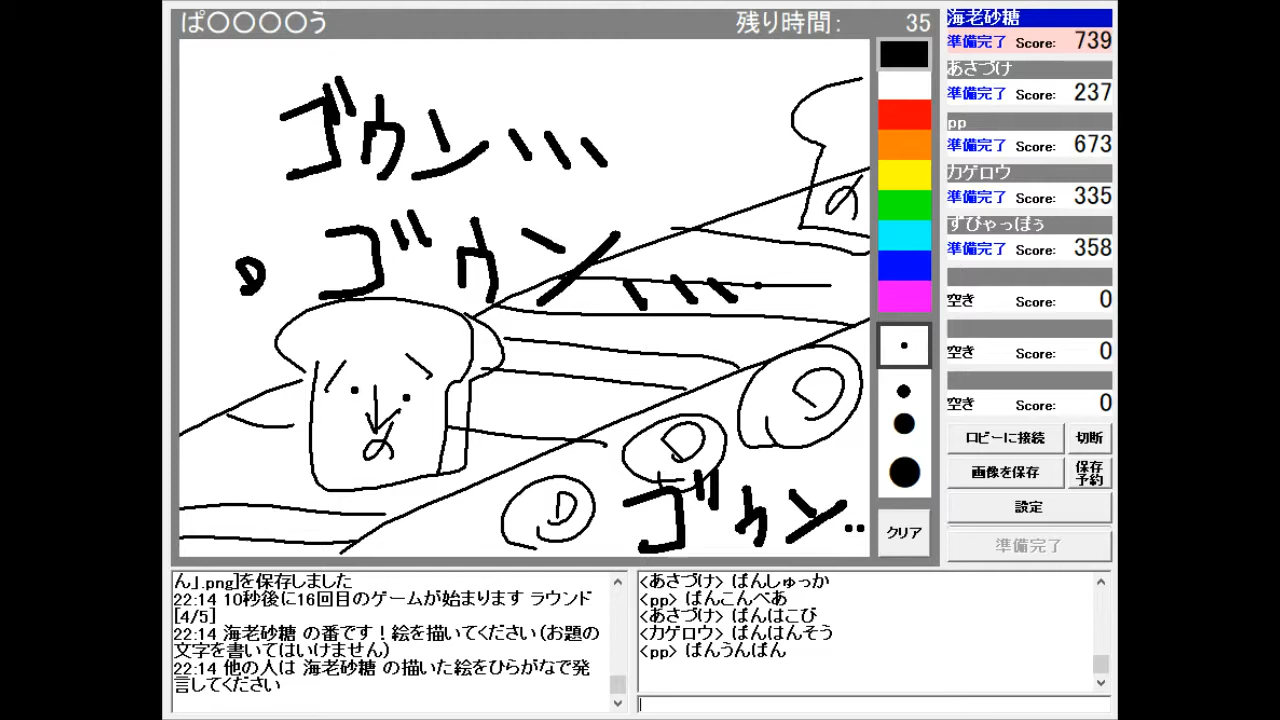 ぱ〇〇〇〇う
残り時間: 35
ゴウン、、、
ゴウン、、、
ゴウン..
クリア
海老砂糖
準備完了 Score: 739
あさづけ
準備完了 Score: 237
pp
準備完了 Score: 673
カゲロウ
準備完了 Score: 335
すぴゃっぽぅ
準備完了 Score: 358
空き Score: 0
空き Score: 0
空き Score: 0
ロビーに接続 切断
画像を保存 保存予約
設定
準備完了
ん」.png]を保存しました
22:14 10秒後に16回目のゲームが始まります ラウンド
[4/5]
22:14 海老砂糖 の番です！絵を描いてください(お題の
文字を書いてはいけません)
22:14 他の人は 海老砂糖 の描いた絵をひらがなで発
言してください
<あさづけ> ぱんしゅっか
<pp> ぱんこんべあ
<あさづけ> ぱんはこび
<カゲロウ> ぱんはんそう
<pp> ぱんうんぱん